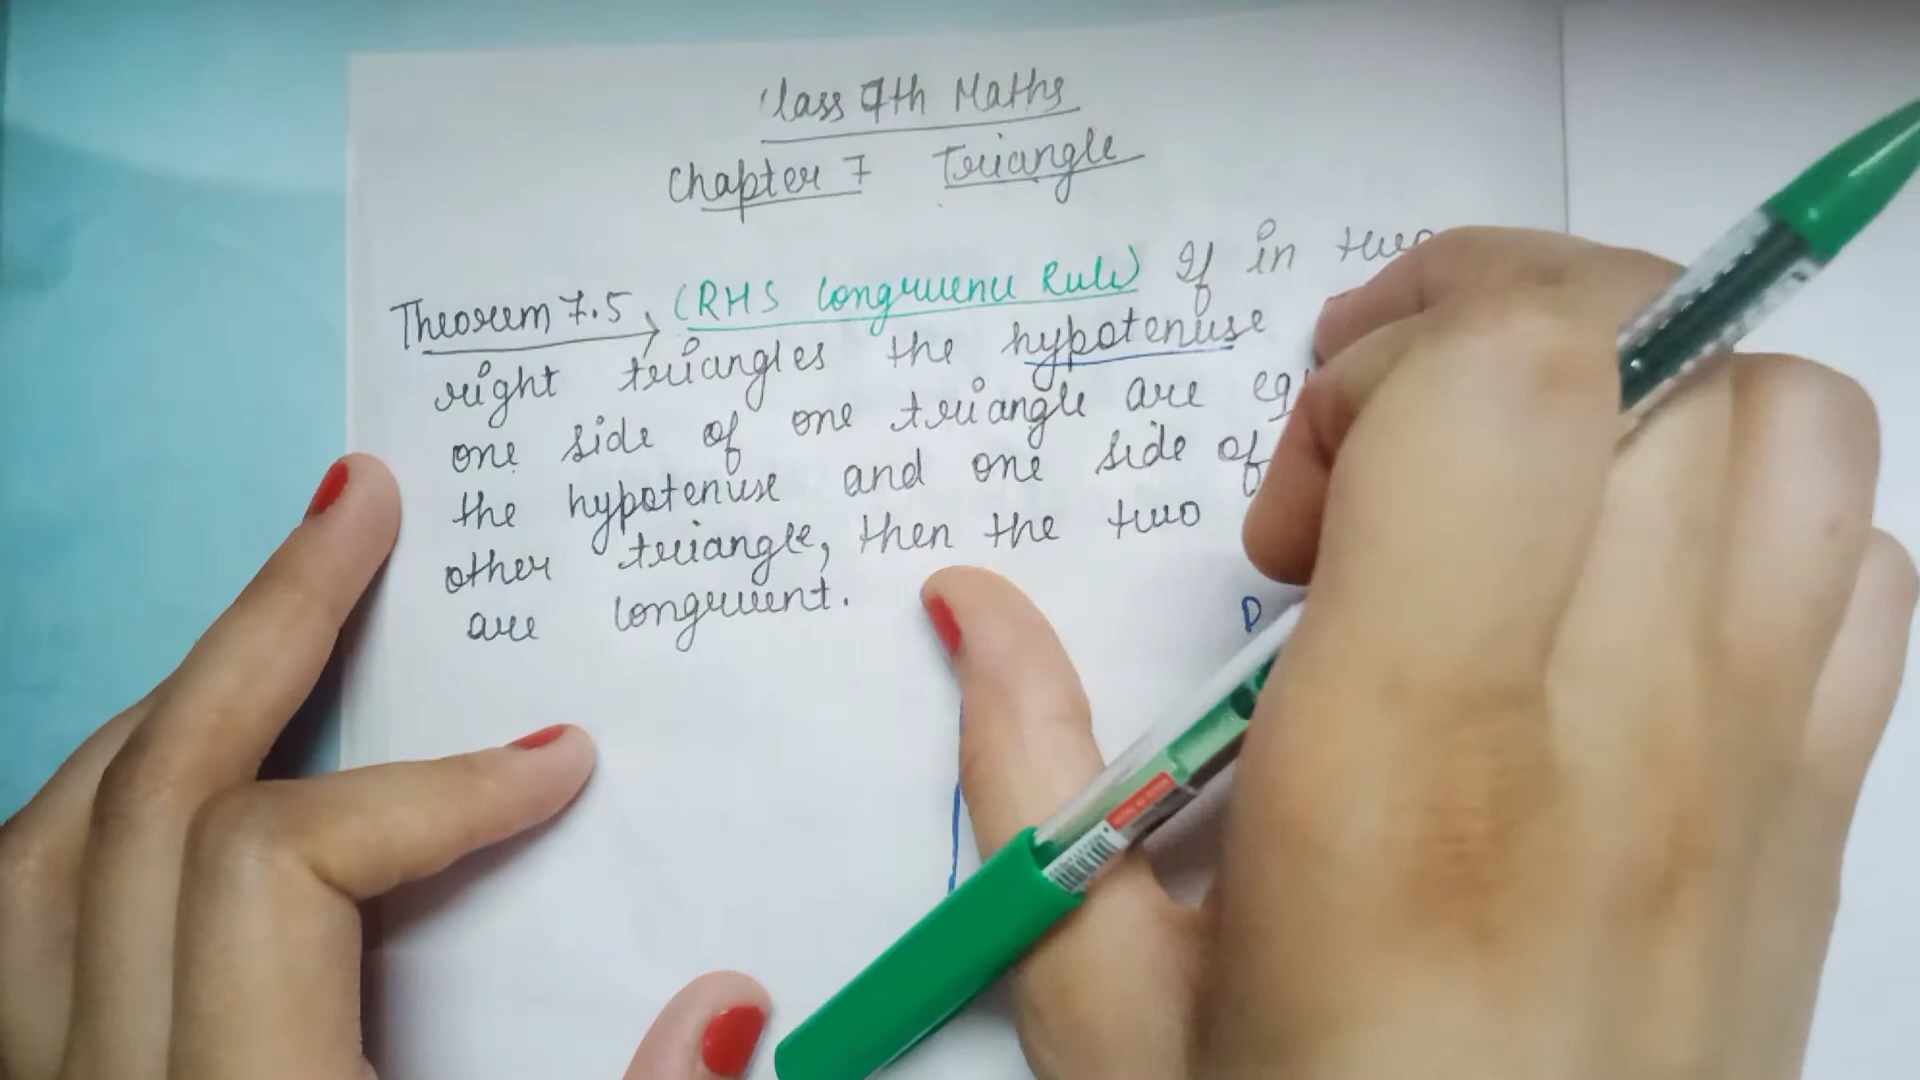 Class 9th Maths
Chapter 7 Triangle
Theorem 7.5, (RHS Congruence Rule) If in two
right triangles the hypotenuse
one side of one triangle are eq
the hypotenuse and one side of
other triangle, then the two
are congruent.
D